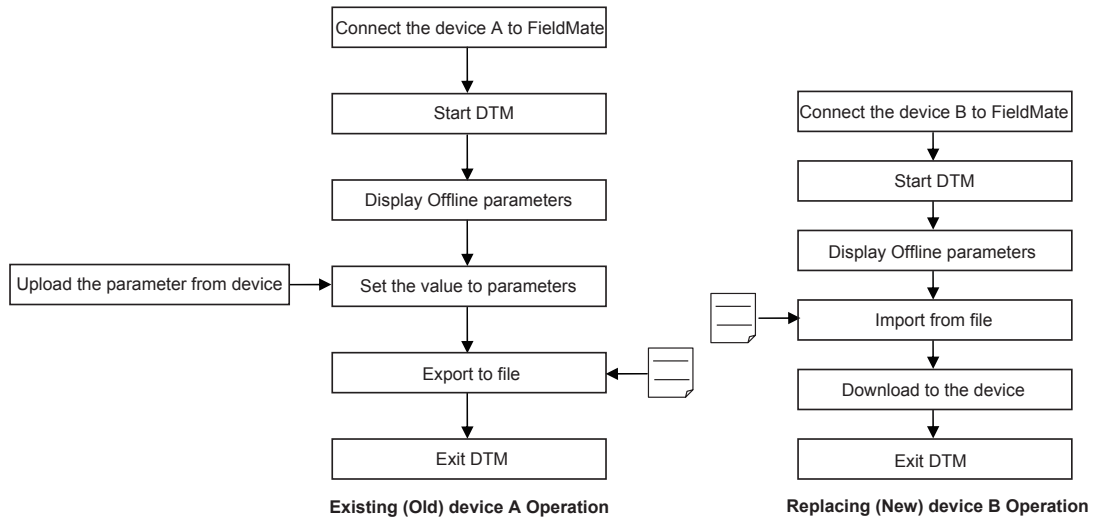 Connect the device A to FieldMate
Start DTM
Display Offline parameters
Upload the parameter from device
Set the value to parameters
Export to file
Exit DTM
Existing (Old) device A Operation
Connect the device B to FieldMate
Start DTM
Display Offline parameters
Import from file
Download to the device
Exit DTM
Replacing (New) device B Operation